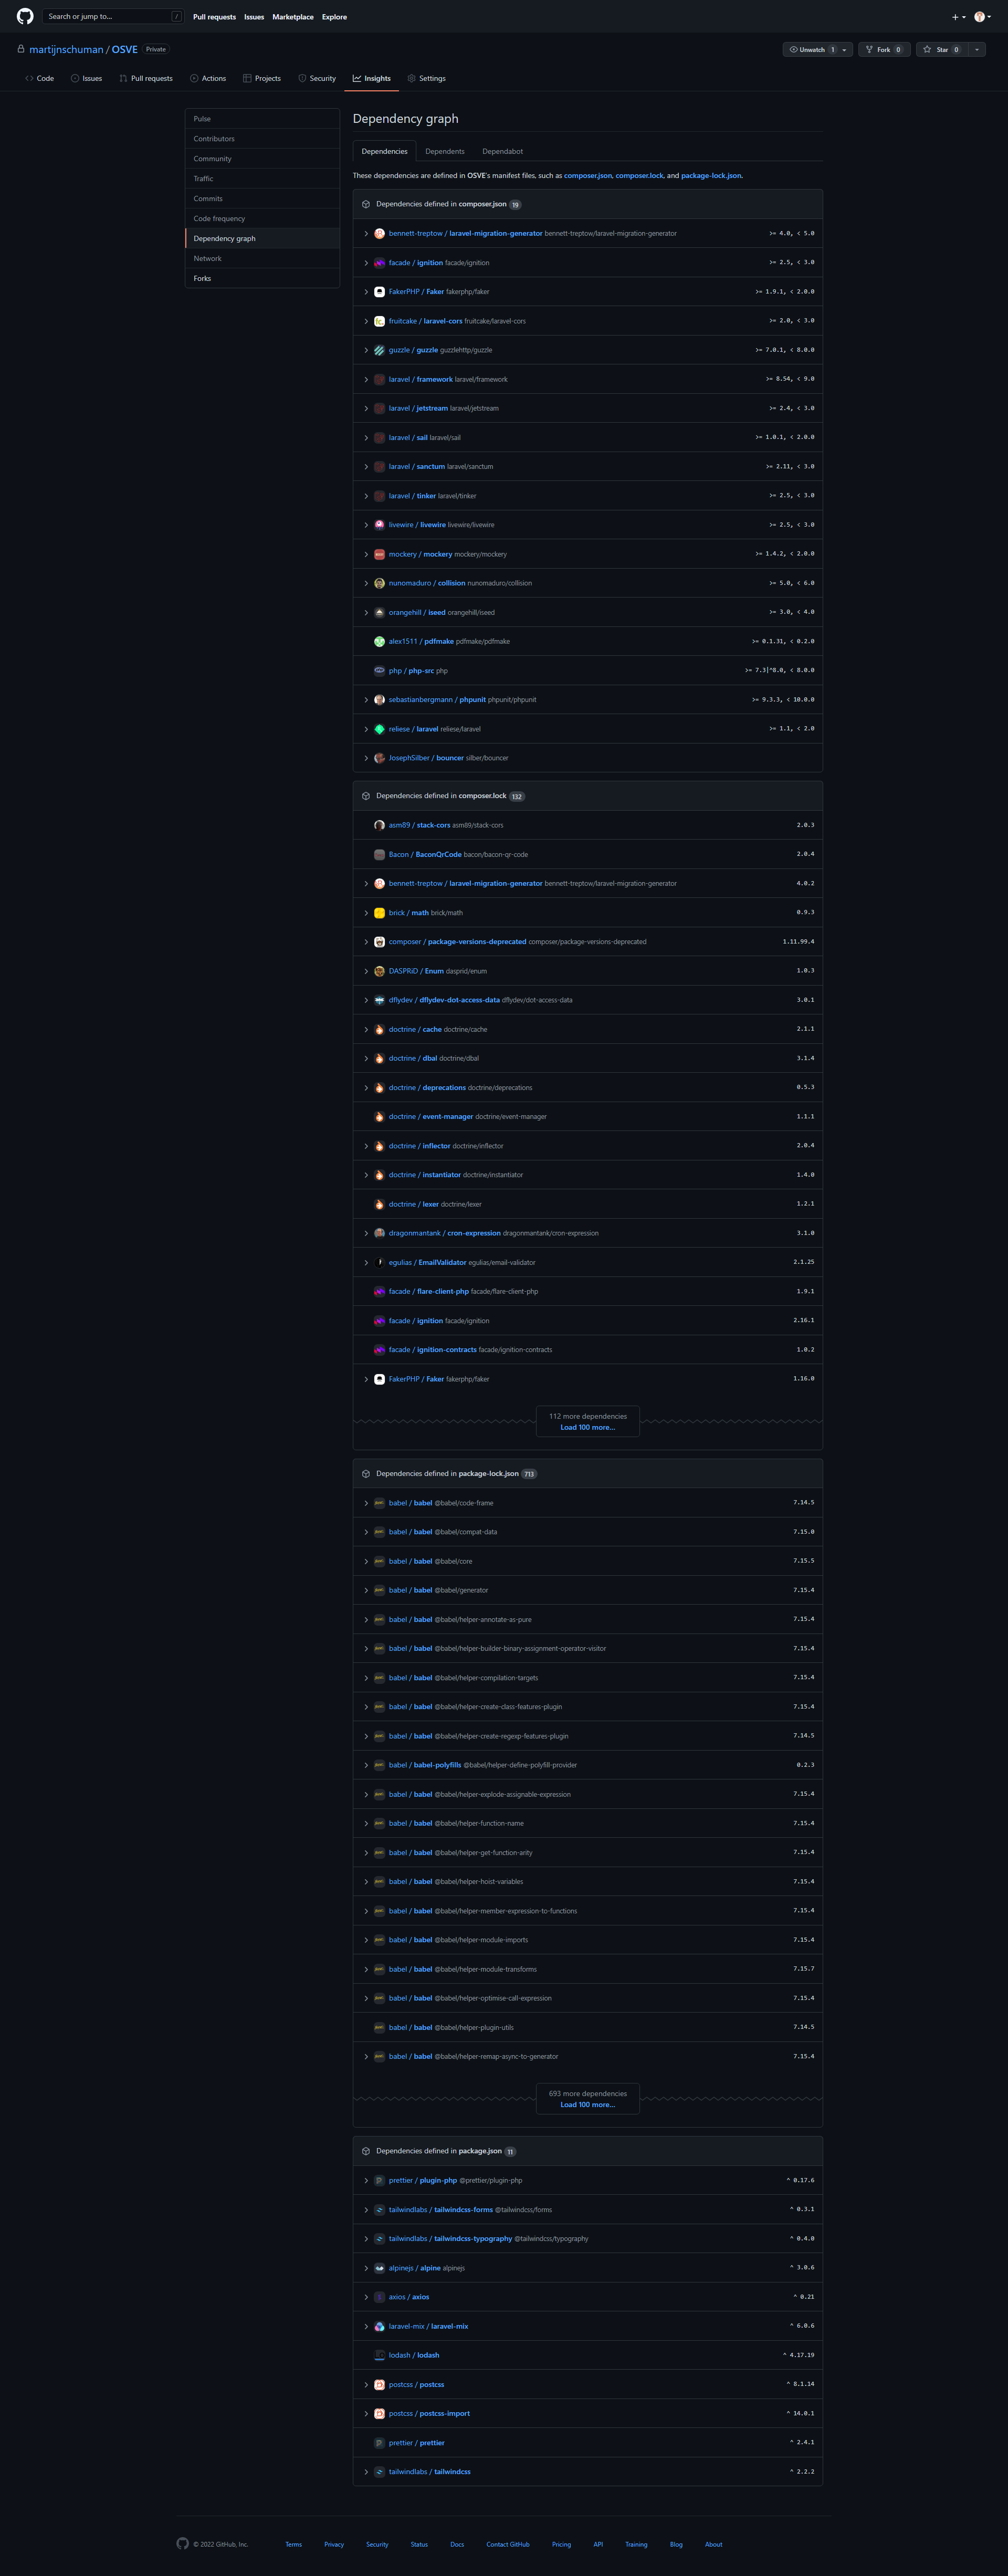 Search or jump to... /
Pull requests Issues Marketplace Explore
martijnschuman / OSVE Private
Unwatch 1 Fork 0 Star 0
Code Issues Pull requests Actions Projects Security Insights Settings
Pulse
Contributors
Community
Traffic
Commits
Code frequency
Dependency graph
Network
Forks
Dependency graph
Dependencies Dependents Dependabot
These dependencies are defined in OSVE's manifest files, such as composer.json, composer.lock, and package-lock.json.
Dependencies defined in composer.json 19
bennett-treptow / laravel-migration-generator bennett-treptow/laravel-migration-generator >= 4.0, < 5.0
facade / ignition facade/ignition >= 2.5, < 3.0
FakerPHP / Faker fakerphp/faker >= 1.9.1, < 2.0.0
fruitcake / laravel-cors fruitcake/laravel-cors >= 2.0, < 3.0
guzzle / guzzle guzzlehttp/guzzle >= 7.0.1, < 8.0.0
laravel / framework laravel/framework >= 8.54, < 9.0
laravel / jetstream laravel/jetstream >= 2.4, < 3.0
laravel / sail laravel/sail >= 1.0.1, < 2.0.0
laravel / sanctum laravel/sanctum >= 2.11, < 3.0
laravel / tinker laravel/tinker >= 2.5, < 3.0
livewire / livewire livewire/livewire >= 2.5, < 3.0
mockery / mockery mockery/mockery >= 1.4.2, < 2.0.0
nunomaduro / collision nunomaduro/collision >= 5.0, < 6.0
orangehill / iseed orangehill/iseed >= 3.0, < 4.0
alex1511 / pdfmake pdfmake/pdfmake >= 0.1.31, < 0.2.0
php / php-src php >= 7.3|^8.0, < 8.0.0
sebastianbergmann / phpunit phpunit/phpunit >= 9.3.3, < 10.0.0
reliese / laravel reliese/laravel >= 1.1, < 2.0
JosephSilber / bouncer silber/bouncer
Dependencies defined in composer.lock 132
asm89 / stack-cors asm89/stack-cors 2.0.3
Bacon / BaconQrCode bacon/bacon-qr-code 2.0.4
bennett-treptow / laravel-migration-generator bennett-treptow/laravel-migration-generator 4.0.2
brick / math brick/math 0.9.3
composer / package-versions-deprecated composer/package-versions-deprecated 1.11.99.4
DASPRiD / Enum dasprid/enum 1.0.3
dflydev / dflydev-dot-access-data dflydev/dot-access-data 3.0.1
doctrine / cache doctrine/cache 2.1.1
doctrine / dbal doctrine/dbal 3.1.4
doctrine / deprecations doctrine/deprecations 0.5.3
doctrine / event-manager doctrine/event-manager 1.1.1
doctrine / inflector doctrine/inflector 2.0.4
doctrine / instantiator doctrine/instantiator 1.4.0
doctrine / lexer doctrine/lexer 1.2.1
dragonmantank / cron-expression dragonmantank/cron-expression 3.1.0
egulias / EmailValidator egulias/email-validator 2.1.25
facade / flare-client-php facade/flare-client-php 1.9.1
facade / ignition facade/ignition 2.16.1
facade / ignition-contracts facade/ignition-contracts 1.0.2
FakerPHP / Faker fakerphp/faker 1.16.0
112 more dependencies
Load 100 more...
Dependencies defined in package-lock.json 713
babel / babel @babel/code-frame 7.14.5
babel / babel @babel/compat-data 7.15.0
babel / babel @babel/core 7.15.5
babel / babel @babel/generator 7.15.4
babel / babel @babel/helper-annotate-as-pure 7.15.4
babel / babel @babel/helper-builder-binary-assignment-operator-visitor 7.15.4
babel / babel @babel/helper-compilation-targets 7.15.4
babel / babel @babel/helper-create-class-features-plugin 7.15.4
babel / babel @babel/helper-create-regexp-features-plugin 7.14.5
babel / babel-polyfills @babel/helper-define-polyfill-provider 0.2.3
babel / babel @babel/helper-explode-assignable-expression 7.15.4
babel / babel @babel/helper-function-name 7.15.4
babel / babel @babel/helper-get-function-arity 7.15.4
babel / babel @babel/helper-hoist-variables 7.15.4
babel / babel @babel/helper-member-expression-to-functions 7.15.4
babel / babel @babel/helper-module-imports 7.15.4
babel / babel @babel/helper-module-transforms 7.15.7
babel / babel @babel/helper-optimise-call-expression 7.15.4
babel / babel @babel/helper-plugin-utils 7.14.5
babel / babel @babel/helper-remap-async-to-generator 7.15.4
693 more dependencies
Load 100 more...
Dependencies defined in package.json 11
prettier / plugin-php @prettier/plugin-php ^ 0.17.6
tailwindlabs / tailwindcss-forms @tailwindcss/forms ^ 0.3.1
tailwindlabs / tailwindcss-typography @tailwindcss/typography ^ 0.4.0
alpinejs / alpine alpinejs ^ 3.0.6
axios / axios ^ 0.21
laravel-mix / laravel-mix ^ 6.0.6
lodash / lodash ^ 4.17.19
postcss / postcss ^ 8.1.14
postcss / postcss-import ^ 14.0.1
prettier / prettier ^ 2.4.1
tailwindlabs / tailwindcss ^ 2.2.2
© 2022 GitHub, Inc. Terms Privacy Security Status Docs Contact GitHub Pricing API Training Blog About